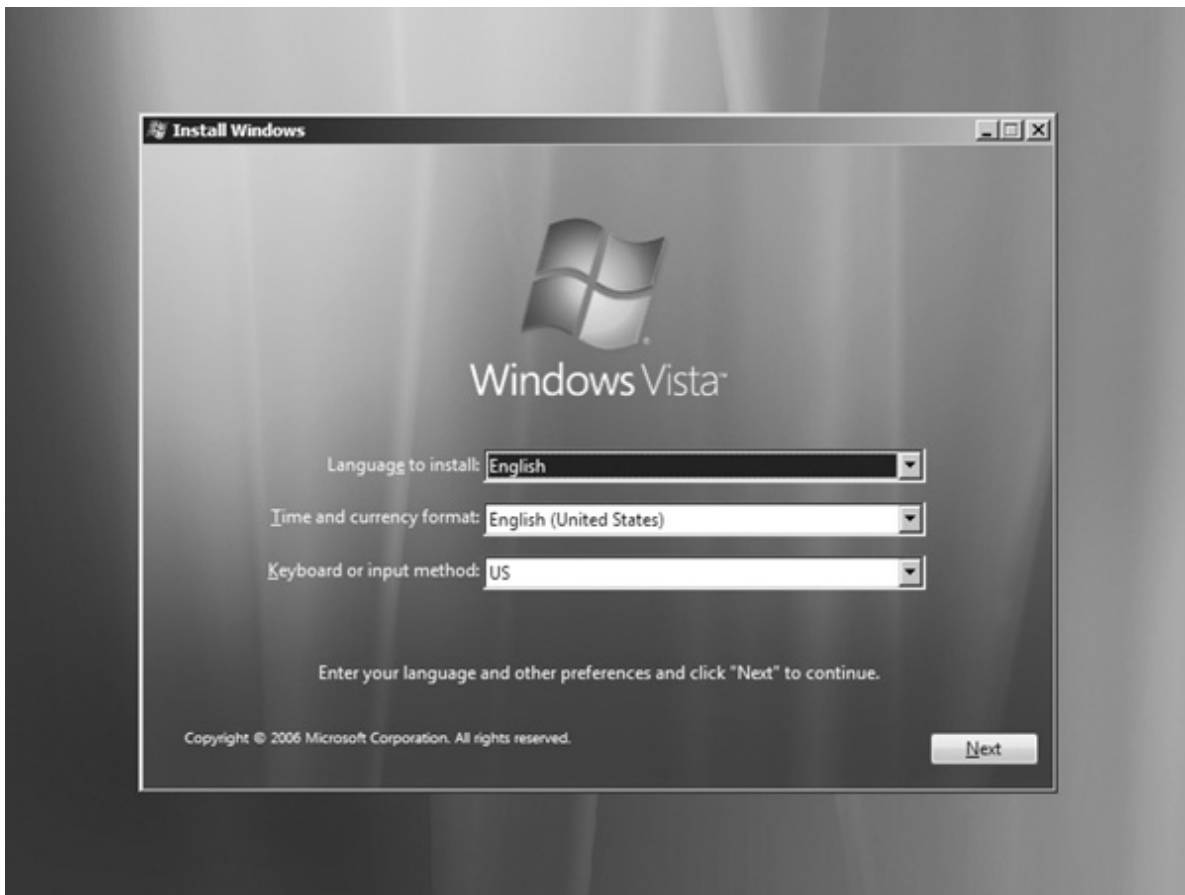 Install Windows
Windows Vista™
Language to install: English
Time and currency format: English (United States)
Keyboard or input method: US
Enter your language and other preferences and click "Next" to continue.
Copyright © 2006 Microsoft Corporation. All rights reserved.
Next